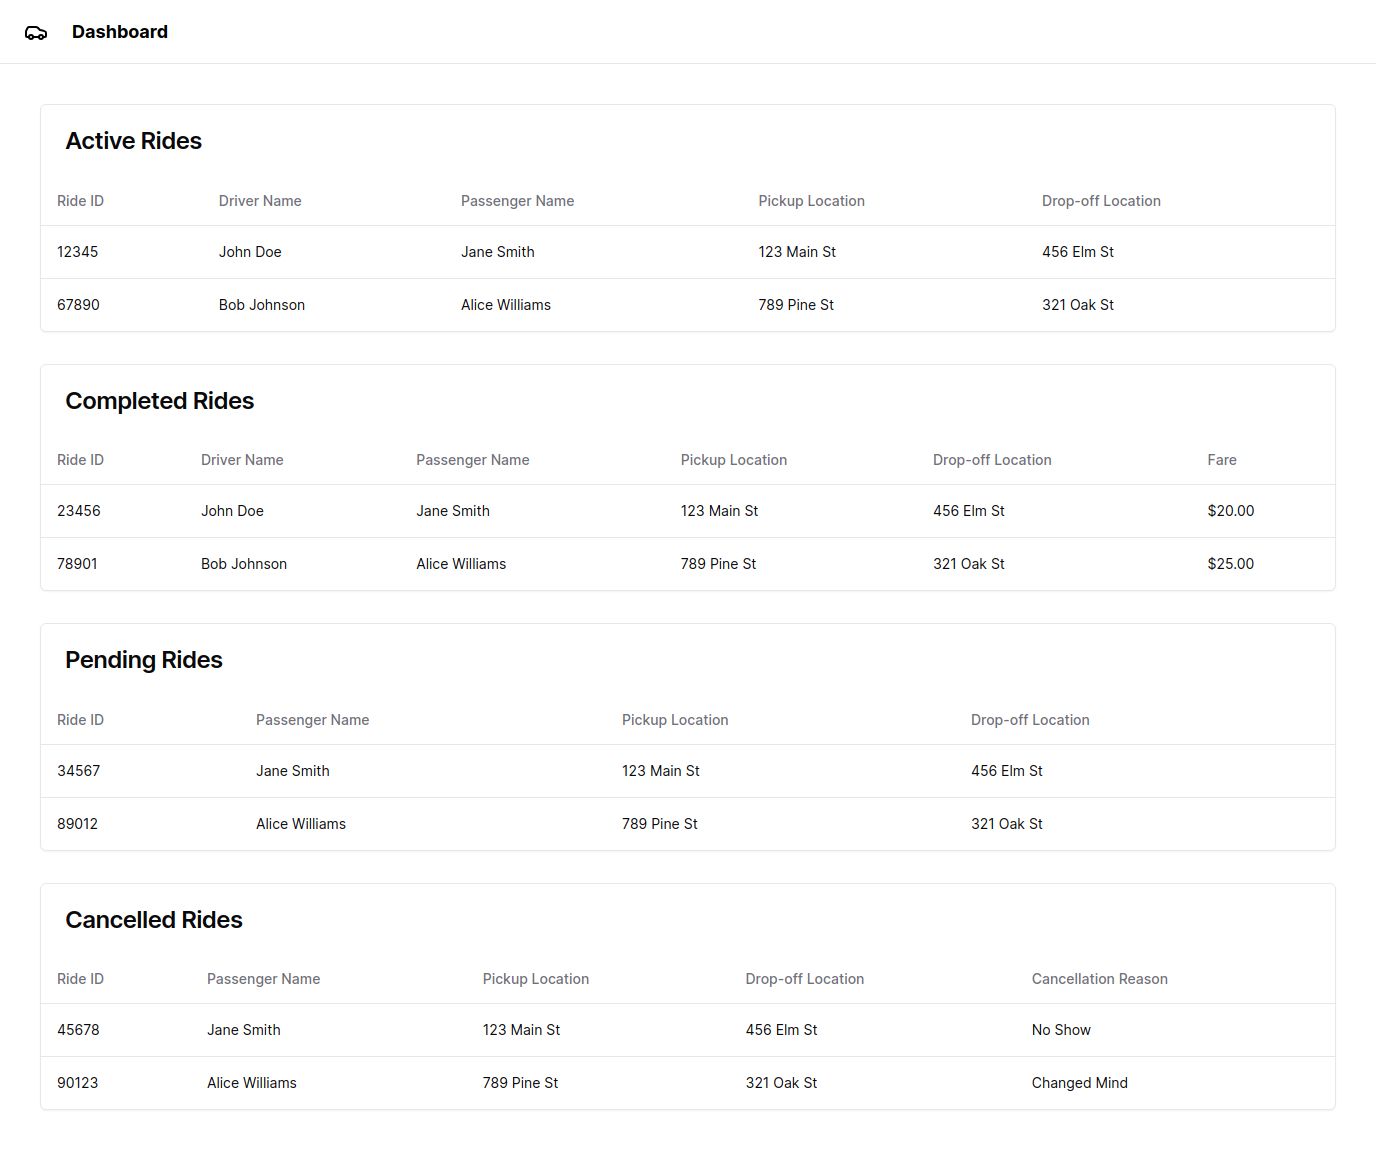 Dashboard
Active Rides
Ride ID Driver Name Passenger Name Pickup Location Drop-off Location
12345 John Doe Jane Smith 123 Main St 456 Elm St
67890 Bob Johnson Alice Williams 789 Pine St 321 Oak St
Completed Rides
Ride ID Driver Name Passenger Name Pickup Location Drop-off Location Fare
23456 John Doe Jane Smith 123 Main St 456 Elm St $20.00
78901 Bob Johnson Alice Williams 789 Pine St 321 Oak St $25.00
Pending Rides
Ride ID Passenger Name Pickup Location Drop-off Location
34567 Jane Smith 123 Main St 456 Elm St
89012 Alice Williams 789 Pine St 321 Oak St
Cancelled Rides
Ride ID Passenger Name Pickup Location Drop-off Location Cancellation Reason
45678 Jane Smith 123 Main St 456 Elm St No Show
90123 Alice Williams 789 Pine St 321 Oak St Changed Mind